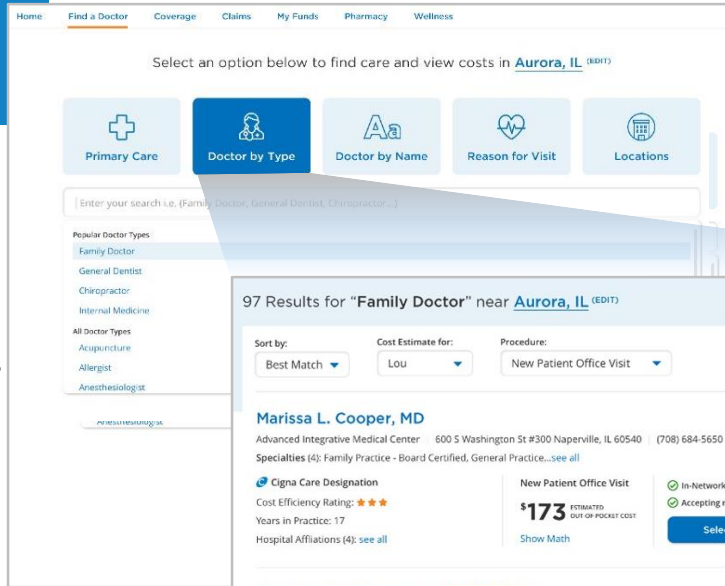 Home Find a Doctor Coverage Claims My Funds Pharmacy Wellness
Select an option below to find care and view costs in Aurora, IL (EDIT)
Primary Care Doctor by Type Doctor by Name Reason for Visit Locations
Enter your search i.e. (Family Doctor, General Dentist, Chiropractor...)
Popular Doctor Types
Family Doctor
General Dentist
Chiropractor
Internal Medicine
All Doctor Types
Acupuncture
Allergist
Anesthesiologist
Anesthesiologist
97 Results for "Family Doctor" near Aurora, IL (EDIT)
Sort by: Cost Estimate for: Procedure:
Best Match Lou New Patient Office Visit
Marissa L. Cooper, MD
Advanced Integrative Medical Center 600 S Washington St #300 Naperville, IL 60540 (708) 684-5650
Specialties (4): Family Practice - Board Certified, General Practice...see all
Cigna Care Designation New Patient Office Visit In-Network
Cost Efficiency Rating: $173 ESTIMATED OUT-OF-POCKET COST Accepting
Years in Practice: 17
Hospital Affliations (4): see all Show Math